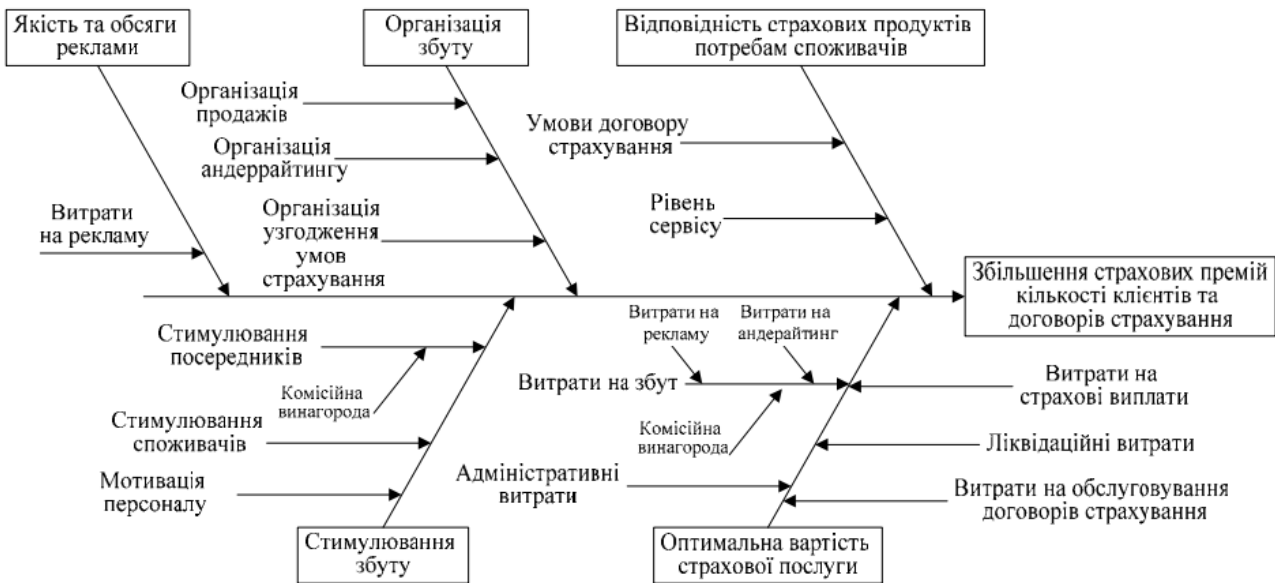 Якість та обсяги
реклами
Організація
збуту
Відповідність страхових продуктів
потребам споживачів
Організація
продажів
Організація
андеррайтингу
Умови договору
страхування
Витрати
на рекламу
Організація
узгодження
умов
страхування
Рівень
сервісу
Збільшення страхових премій
кількості клієнтів та
договорів страхування
Стимулювання
посередників
Комісійна
винагорода
Стимулювання
споживачів
Мотивація
персоналу
Стимулювання
збуту
Витрати на
рекламу
Витрати на
андерайтинг
Витрати на збут
Комісійна
винагорода
Адміністративні
витрати
Витрати на
страхові виплати
Ліквідаційні витрати
Витрати на обслуговування
договорів страхування
Оптимальна вартість
страхової послуги